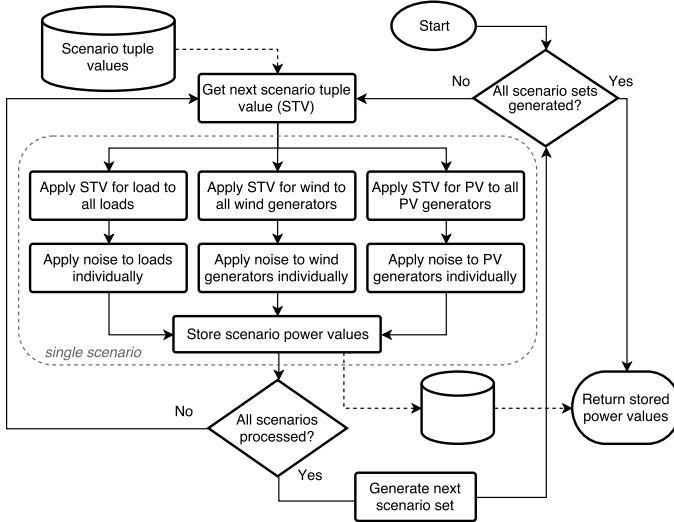 Start
Scenario tuple
values
No
Yes
All scenario sets
generated?
Get next scenario tuple
value (STV)
Apply STV for load to
all loads
Apply STV for wind to
all wind generators
Apply STV for PV to all
PV generators
Apply noise to loads
individually
Apply noise to wind
generators individually
Apply noise to PV
generators individually
Store scenario power values
single scenario
No
All scenarios
processed?
Yes
Return stored
power values
Generate next
scenario set